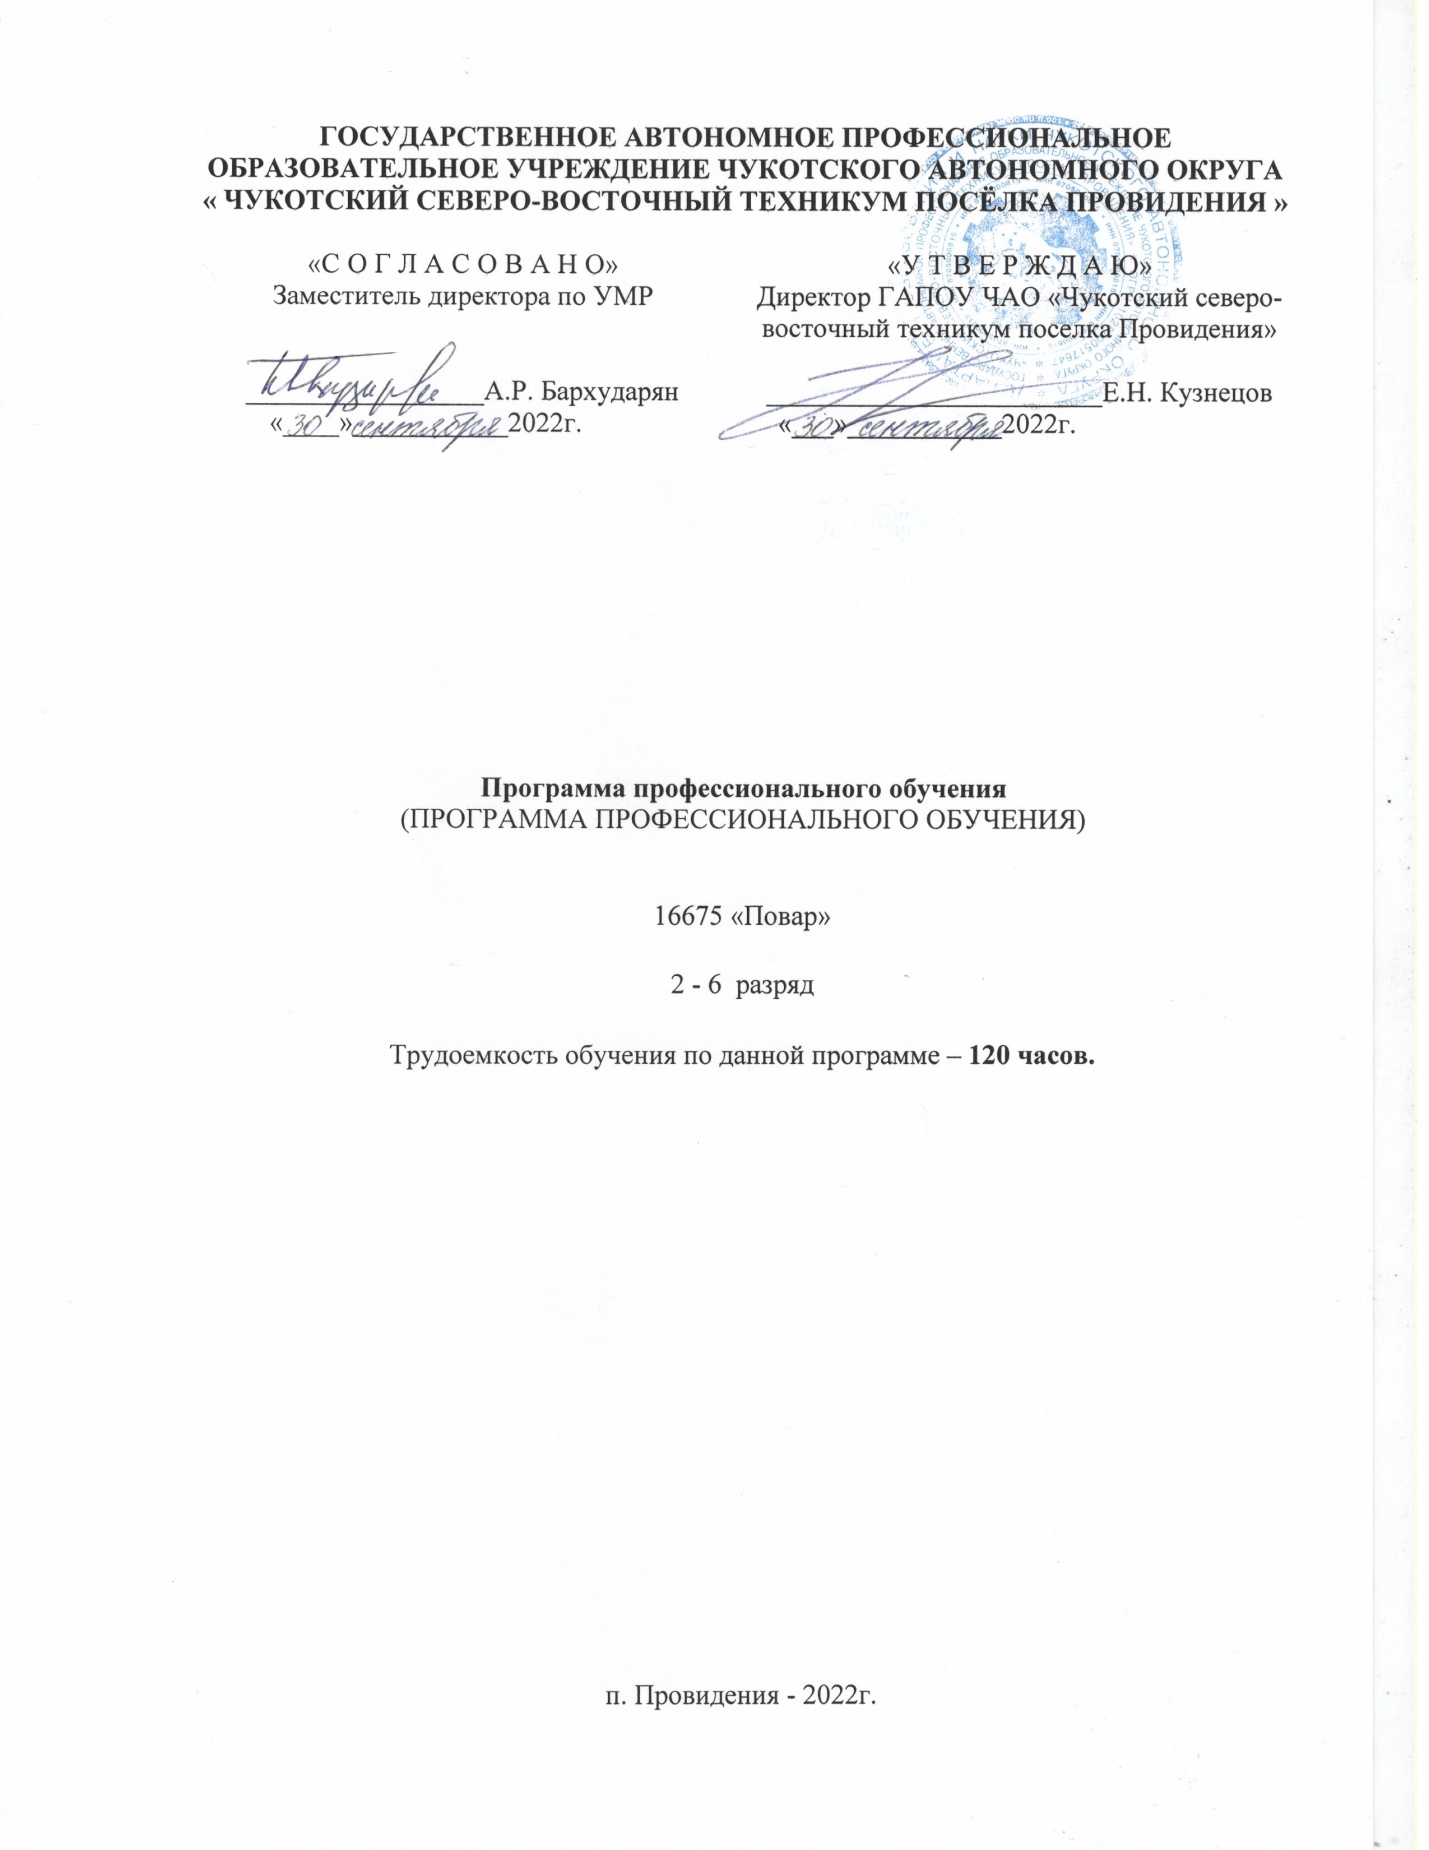 ГОСУДАРСТВЕННОЕ АВТОНОМНОЕ ПРОФЕССИОНАЛЬНОЕ
ОБРАЗОВАТЕЛЬНОЕ УЧРЕЖДЕНИЕ ЧУКОТСКОГО АВТОНОМНОГО ОКРУГА
« ЧУКОТСКИЙ СЕВЕРО-ВОСТОЧНЫЙ ТЕХНИКУМ ПОСЁЛКА ПРОВИДЕНИЯ »
«С О Г Л А С О В А Н О»
Заместитель директора по УМР
А.Р. Бархударян
«30» сентября 2022г.
«У Т В Е Р Ж Д А Ю»
Директор ГАПОУ ЧАО «Чукотский северо-
восточный техникум поселка Провидения»
Е.Н. Кузнецов
«30» сентября 2022г.
Программа профессионального обучения
(ПРОГРАММА ПРОФЕССИОНАЛЬНОГО ОБУЧЕНИЯ)
16675 «Повар»
2 - 6 разряд
Трудоемкость обучения по данной программе – 120 часов.
п. Провидения - 2022г.